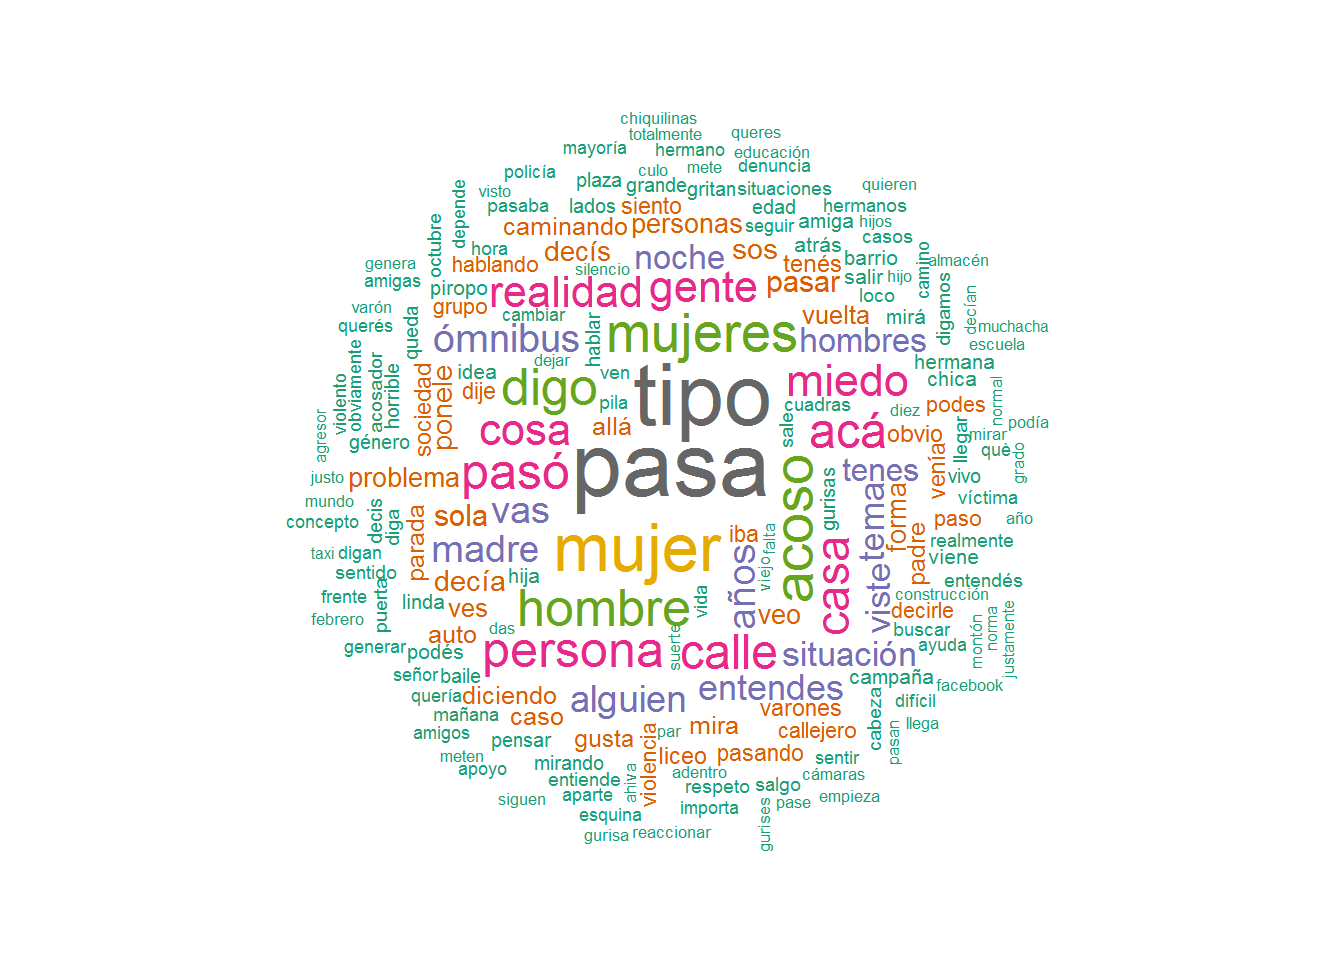 chiquilinas
totalmente
queres
mayoría
hermano
educación
policía
culo
mete
denuncia
visto
plaza
grande
gritan
situaciones
quieren
depende
pasaba
lados
siento
edad
hermanos
octubre
caminando
personas
seguir
amiga
hijos
hora
decís
noche
sos
atrás
casos
genera
hablando
silencio
tenés
barrio
camino
almacén
amigas
piropo
realidad
gente
pasar
salir
hijo
varón
grupo
cambiar
vuelta
loco
digamos
decían
querés
queda
ómnibus
hablar
mujeres
hombres
mirá
muchacha
escuela
violento
obviamente
acosador
horrible
idea
dejar
ven
tipo
miedo
hermana
chica
normal
sociedad
ponele
dije
digo
pila
cuadras
diez
podes
podía
agresor
género
cosa
allá
sale
acá
obvio
llegar
mirar
què
grado
justo
problema
pasó
pasa
acoso
gurisas
tenes
venía
vivo
víctima
mundo
concepto
decis
diga
parada
sola
vas
tema
forma
paso
año
taxi
digan
madre
mujer
iba
años
viejo
falta
casa
viste
padre
realmente
viene
sentido
decía
hija
entendés
frente
puerta
linda
ves
hombre
vida
veo
decirle
construcción
febrero
auto
das
suerte
buscar
montón
norma
justamente
generar
podés
persona
calle
situación
ayuda
señor
baile
alguien
entendes
campaña
facebook
quería
diciendo
varones
cabeza
difícil
mañana
caso
violencia
par
mira
callejero
pasan
llega
amigos
pensar
gusta
liceo
pasando
meten
apoyo
mirando
adentro
sentir
entiende
ahiva
respeto
salgo
cámaras
siguen
aparte
importa
gurises
pase
empieza
esquina
gurisa
reaccionar